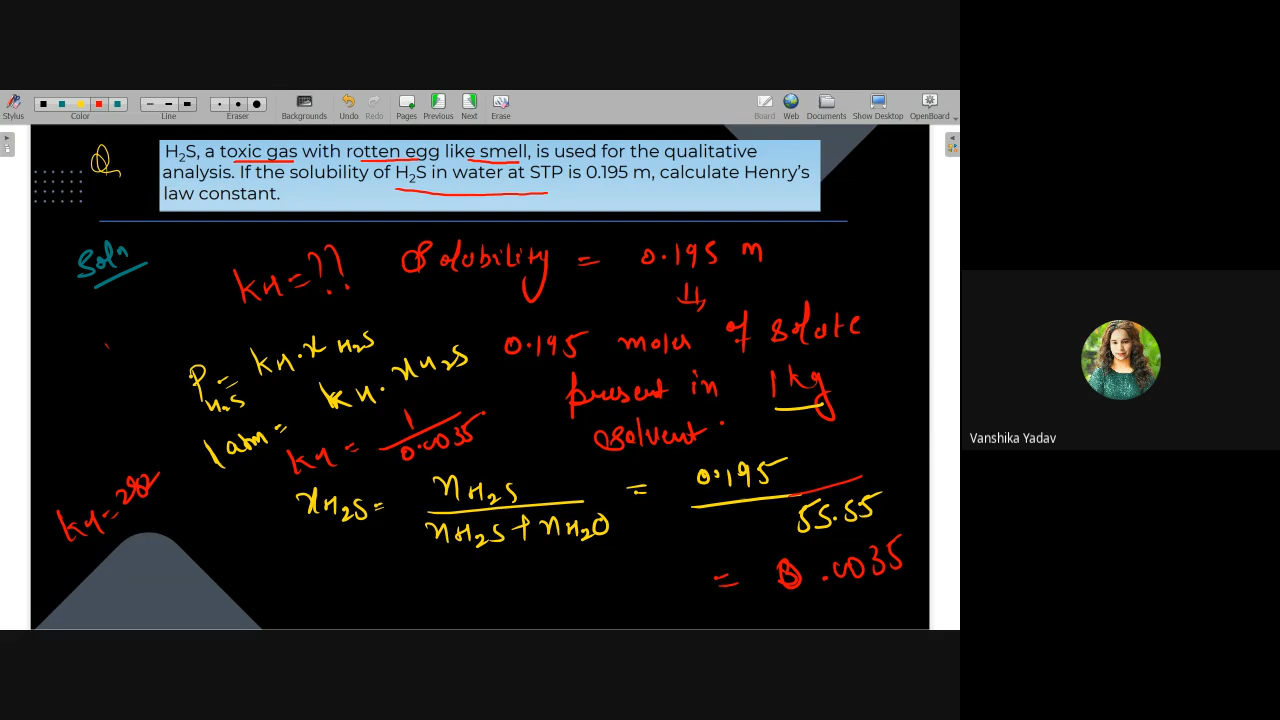 Stylus
Color
Line
Eraser
Backgrounds
Undo
Redo
Pages
Previous
Next
Erase
Board
Web
Documents
Show Desktop
OpenBoard
Q
H₂S, a toxic gas with rotten egg like smell, is used for the qualitative
analysis. If the solubility of H₂S in water at STP is 0.195 m, calculate Henry's
law constant.
Soln
KH = ??
Solubility = 0.195 m
0.195 moles of solute
present in 1 kg
solvent
P H₂S = KH · x H₂S
1 atm = KH · x H₂S
KH = 1 / 0.0035
x H₂S = n H₂S / n H₂S + n H₂O = 0.195 / 55.55
= 0.0035
KH = 282
Vanshika Yadav